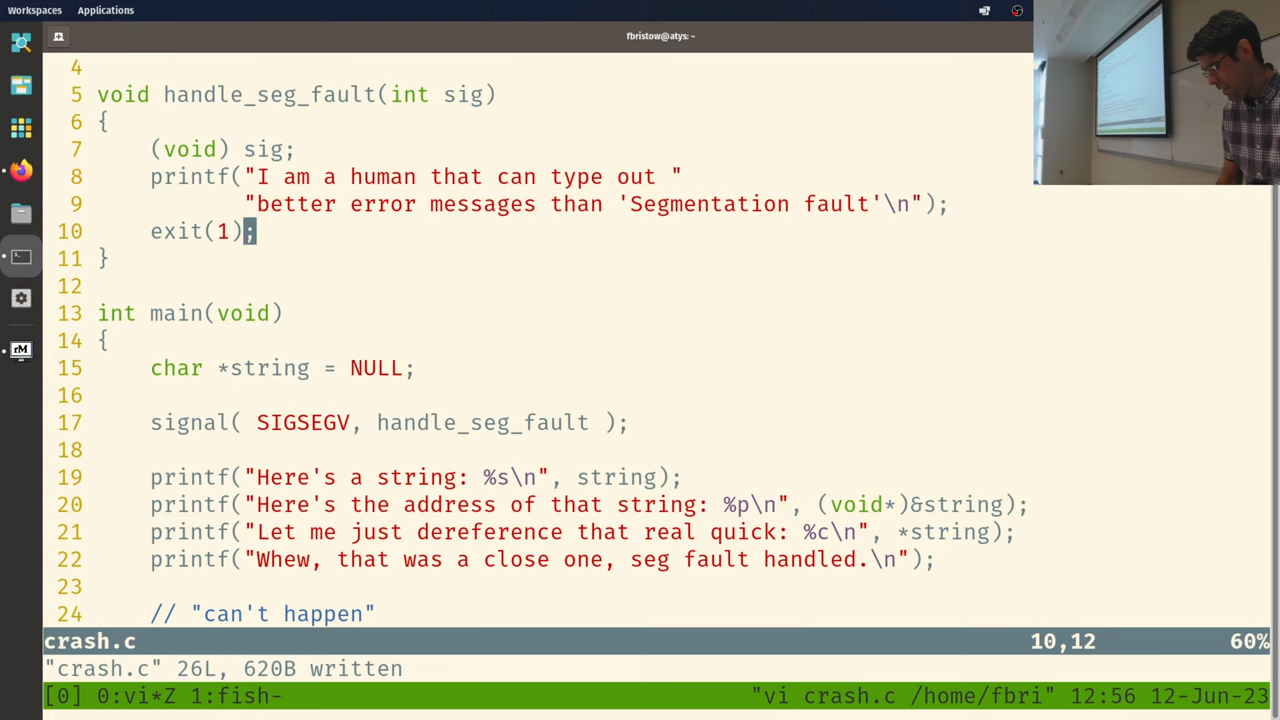 Workspaces Applications
fbristow@atys: ~
4
5 void handle_seg_fault(int sig)
6 {
7     (void) sig;
8     printf("I am a human that can type out "
9            "better error messages than 'Segmentation fault'\n");
10     exit(1);
11 }
12
13 int main(void)
14 {
15     char *string = NULL;
16
17     signal( SIGSEGV, handle_seg_fault );
18
19     printf("Here's a string: %s\n", string);
20     printf("Here's the address of that string: %p\n", (void*)&string);
21     printf("Let me just dereference that real quick: %c\n", *string);
22     printf("Whew, that was a close one, seg fault handled.\n");
23
24     // "can't happen"
crash.c 10,12 60%
"crash.c" 26L, 620B written
[0] 0:vi*Z 1:fish- "vi crash.c /home/fbri" 12:56 12-Jun-23
rM